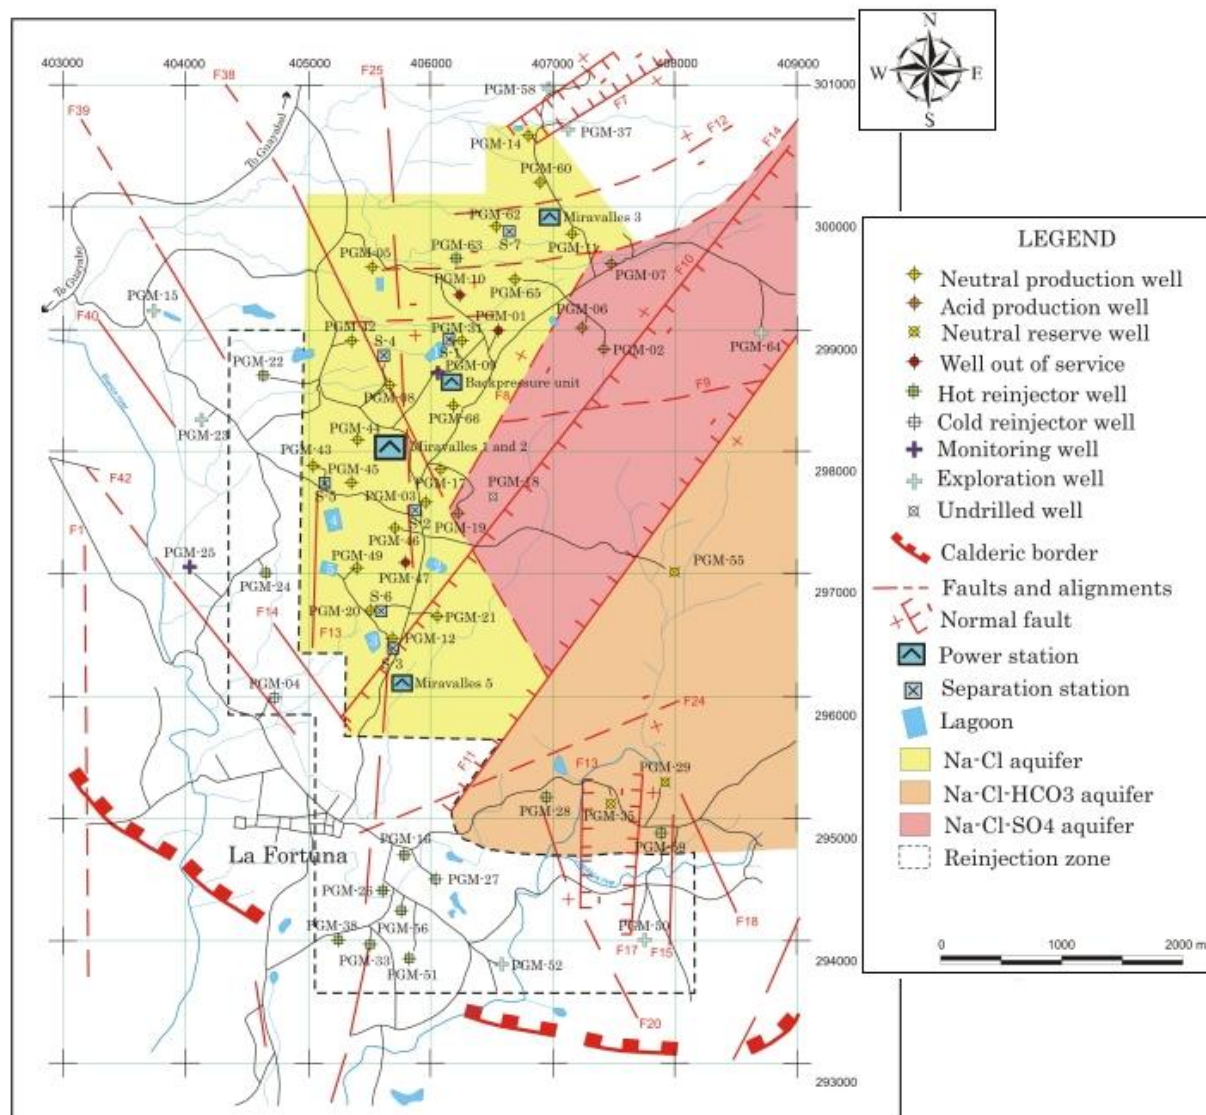 N
W E
S
403000 404000 405000 406000 407000 408000 409000
301000
300000
299000
298000
297000
296000
295000
294000
293000
F38
F25
F39
F7
F12
F14
PGM-58
PGM-37
PGM-14
PGM-60
To Guayabal
PGM-62
Miravalles 3
S-7
PGM-11
PGM-63
PGM-05
PGM-10
PGM-07
F10
PGM-65
To Guayabo
PGM-15
PGM-06
F40
PGM-01
PGM-31
S-4
S-1
PGM-02
PGM-64
PGM-22
PGM-09
Backpressure unit
PGM-08
F8
F9
PGM-66
PGM-23
PGM-44
PGM-43
Miravalles 1 and 2
PGM-45
PGM-17
PGM-18
F42
S-5
PGM-03
S-2
PGM-19
4
PGM-46
F1
PGM-25
PGM-49
PGM-55
5
PGM-47
2
PGM-24
S-6
F14
PGM-20
PGM-21
F13
3
PGM-12
S-3
PGM-04
Miravalles 5
F24
F11
F13
PGM-29
PGM-28
PGM-35
PGM-59
PGM-16
La Fortuna
PGM-27
PGM-26
PGM-38
PGM-56
PGM-50
F18
PGM-33
F17
F15
PGM-51
PGM-52
F20
LEGEND
Neutral production well
Acid production well
Neutral reserve well
Well out of service
Hot reinjector well
Cold reinjector well
Monitoring well
Exploration well
Undrilled well
Calderic border
Faults and alignments
Normal fault
Power station
Separation station
Lagoon
Na-Cl aquifer
Na-Cl-HCO3 aquifer
Na-Cl-SO4 aquifer
Reinjection zone
0 1000 2000 m